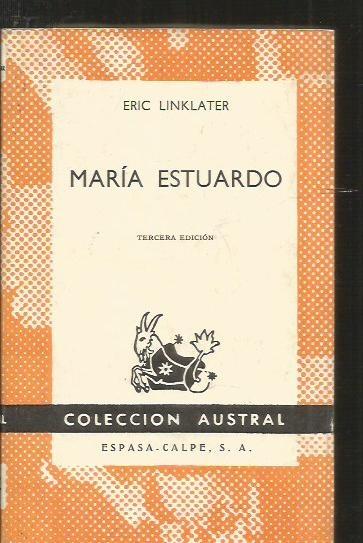 ERIC LINKLATER
MARÍA ESTUARDO
TERCERA EDICIÓN
COLECCION AUSTRAL
ESPASA-CALPE, S. A.